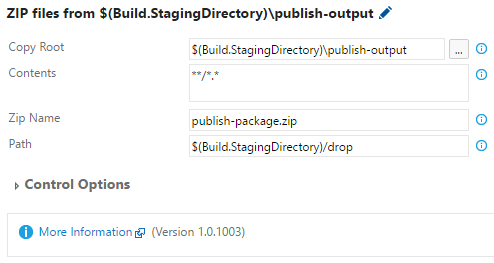 ZIP files from $(Build.StagingDirectory)\publish-output
Copy Root
$(Build.StagingDirectory)\publish-output
...
Contents
**/*.*
Zip Name
publish-package.zip
Path
$(Build.StagingDirectory)/drop
Control Options
More Information (Version 1.0.1003)